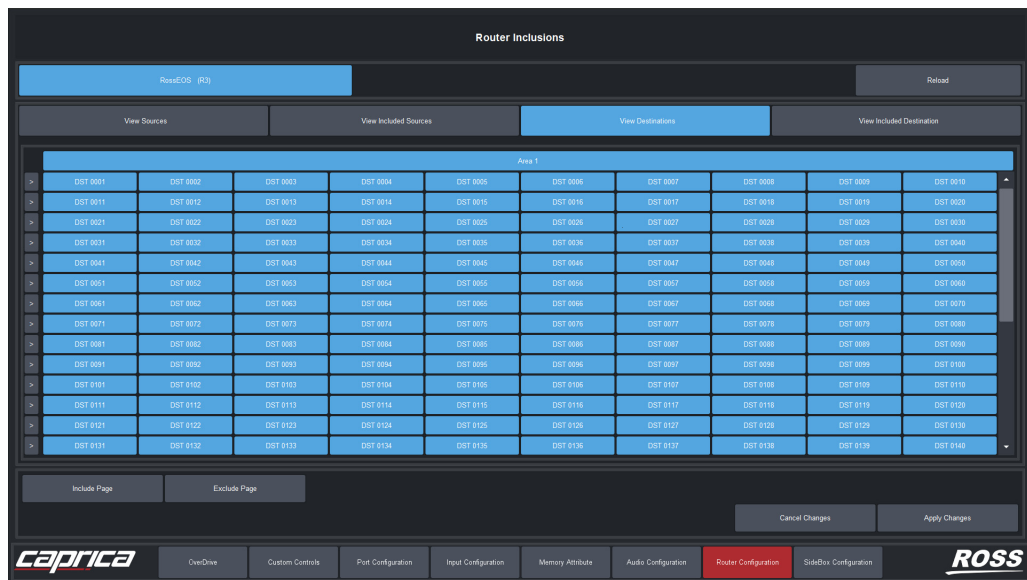 Router Inclusions
RossEOS (R3) Reload
View Sources View Included Sources View Destinations View Included Destination
Area 1
> DST 0001 DST 0002 DST 0003 DST 0004 DST 0005 DST 0006 DST 0007 DST 0008 DST 0009 DST 0010
> DST 0011 DST 0012 DST 0013 DST 0014 DST 0015 DST 0016 DST 0017 DST 0018 DST 0019 DST 0020
> DST 0021 DST 0022 DST 0023 DST 0024 DST 0025 DST 0026 DST 0027 DST 0028 DST 0029 DST 0030
> DST 0031 DST 0032 DST 0033 DST 0034 DST 0035 DST 0036 DST 0037 DST 0038 DST 0039 DST 0040
> DST 0041 DST 0042 DST 0043 DST 0044 DST 0045 DST 0046 DST 0047 DST 0048 DST 0049 DST 0050
> DST 0051 DST 0052 DST 0053 DST 0054 DST 0055 DST 0056 DST 0057 DST 0058 DST 0059 DST 0060
> DST 0061 DST 0062 DST 0063 DST 0064 DST 0065 DST 0066 DST 0067 DST 0068 DST 0069 DST 0070
> DST 0071 DST 0072 DST 0073 DST 0074 DST 0075 DST 0076 DST 0077 DST 0078 DST 0079 DST 0080
> DST 0081 DST 0082 DST 0083 DST 0084 DST 0085 DST 0086 DST 0087 DST 0088 DST 0089 DST 0090
> DST 0091 DST 0092 DST 0093 DST 0094 DST 0095 DST 0096 DST 0097 DST 0098 DST 0099 DST 0100
> DST 0101 DST 0102 DST 0103 DST 0104 DST 0105 DST 0106 DST 0107 DST 0108 DST 0109 DST 0110
> DST 0111 DST 0112 DST 0113 DST 0114 DST 0115 DST 0116 DST 0117 DST 0118 DST 0119 DST 0120
> DST 0121 DST 0122 DST 0123 DST 0124 DST 0125 DST 0126 DST 0127 DST 0128 DST 0129 DST 0130
> DST 0131 DST 0132 DST 0133 DST 0134 DST 0135 DST 0136 DST 0137 DST 0138 DST 0139 DST 0140
Include Page Exclude Page
Cancel Changes Apply Changes
caprica OverDrive Custom Controls Port Configuration Input Configuration Memory Attribute Audio Configuration Router Configuration SideBox Configuration ROSS